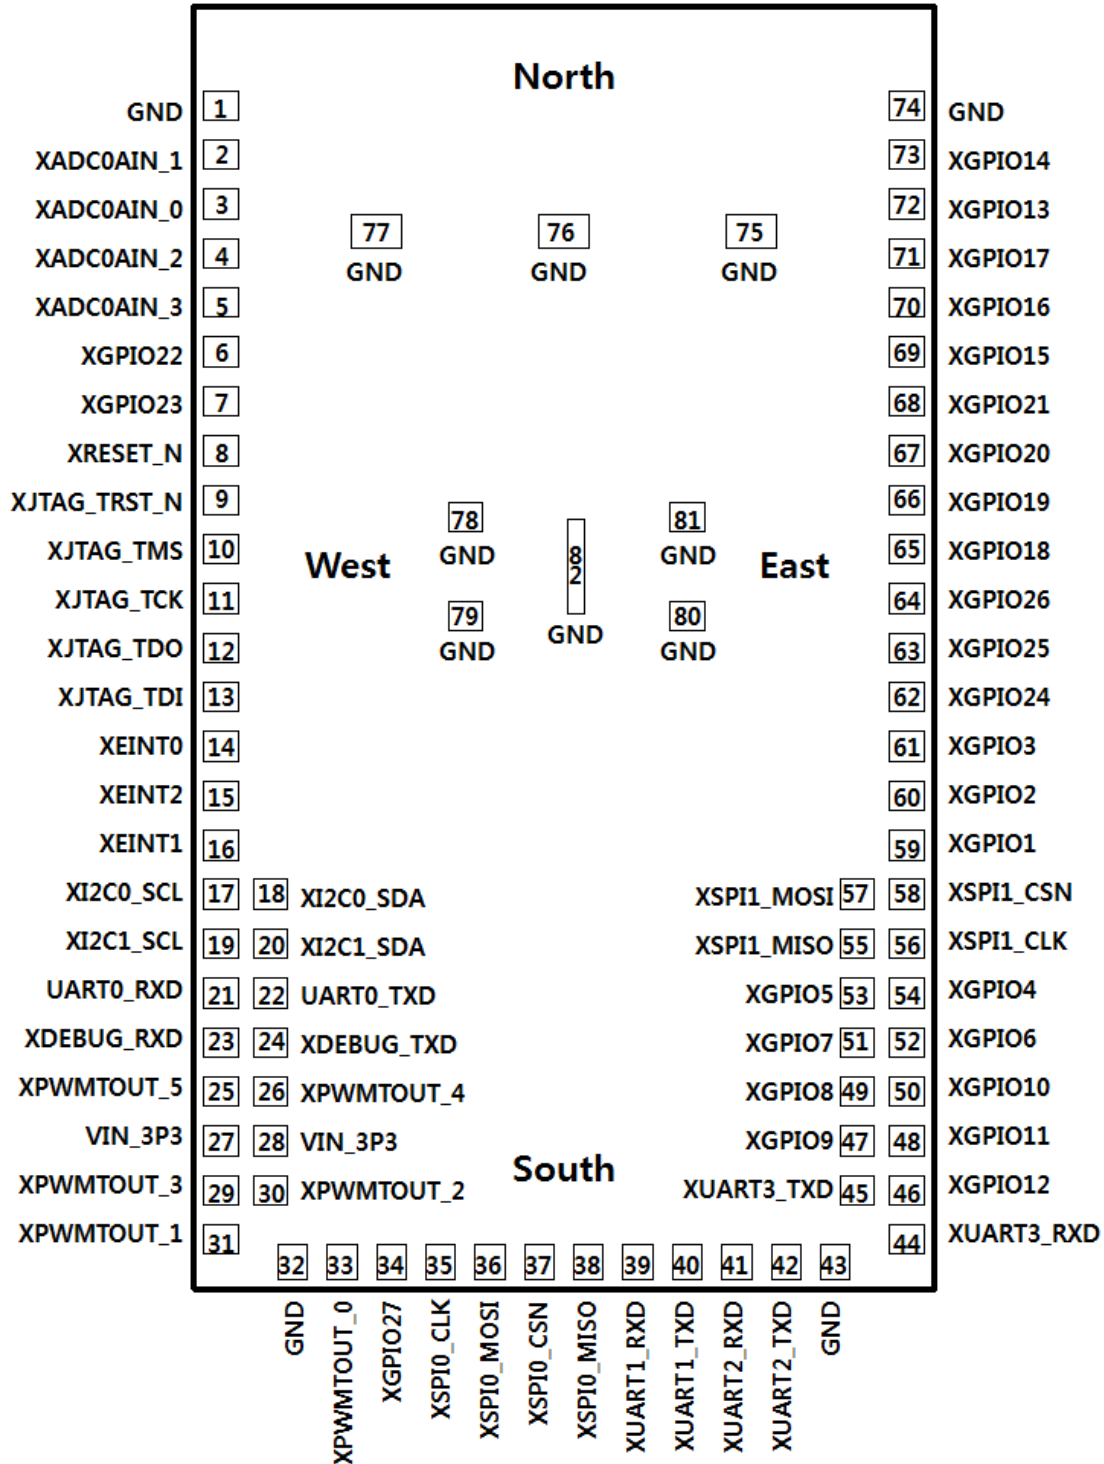 North
GND 1 74 GND
XADC0AIN_1 2 73 XGPIO14
XADC0AIN_0 3 72 XGPIO13
77 76 75
XADC0AIN_2 4 71 XGPIO17
GND GND GND
XADC0AIN_3 5 70 XGPIO16
XGPIO22 6 69 XGPIO15
XGPIO23 7 68 XGPIO21
XRESET_N 8 67 XGPIO20
XJTAG_TRST_N 9 66 XGPIO19
78 81
XJTAG_TMS 10 GND 82 GND 65 XGPIO18
West East
XJTAG_TCK 11 64 XGPIO26
79 80
GND
XJTAG_TDO 12 GND GND 63 XGPIO25
XJTAG_TDI 13 62 XGPIO24
XEINT0 14 61 XGPIO3
XEINT2 15 60 XGPIO2
XEINT1 16 59 XGPIO1
XI2C0_SCL 17 18 XI2C0_SDA XSPI1_MOSI 57 58 XSPI1_CSN
XI2C1_SCL 19 20 XI2C1_SDA XSPI1_MISO 55 56 XSPI1_CLK
UART0_RXD 21 22 UART0_TXD XGPIO5 53 54 XGPIO4
XDEBUG_RXD 23 24 XDEBUG_TXD XGPIO7 51 52 XGPIO6
XPWMTOUT_5 25 26 XPWMTOUT_4 XGPIO8 49 50 XGPIO10
VIN_3P3 27 28 VIN_3P3 XGPIO9 47 48 XGPIO11
South
XPWMTOUT_3 29 30 XPWMTOUT_2 XUART3_TXD 45 46 XGPIO12
XPWMTOUT_1 31 44 XUART3_RXD
32 33 34 35 36 37 38 39 40 41 42 43
GND
XPWMTOUT_0
XGPIO27
XSPI0_CLK
XSPI0_MOSI
XSPI0_CSN
XSPI0_MISO
XUART1_RXD
XUART1_TXD
XUART2_RXD
XUART2_TXD
GND